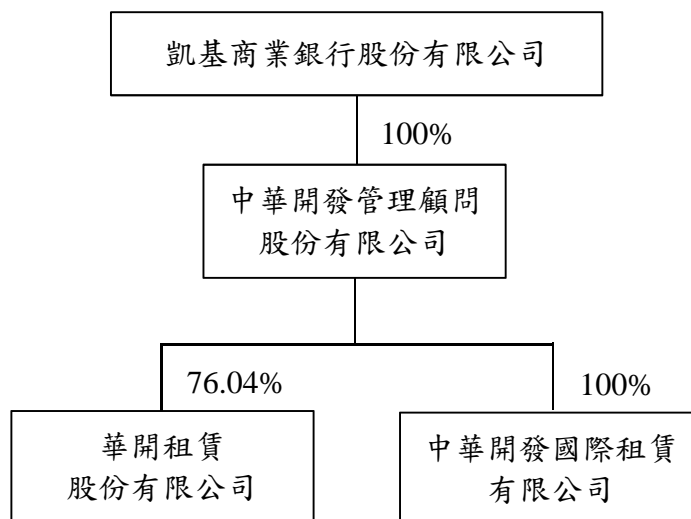 凱基商業銀行股份有限公司
100%
中華開發管理顧問
股份有限公司
76.04%
100%
華開租賃
股份有限公司
中華開發國際租賃
有限公司